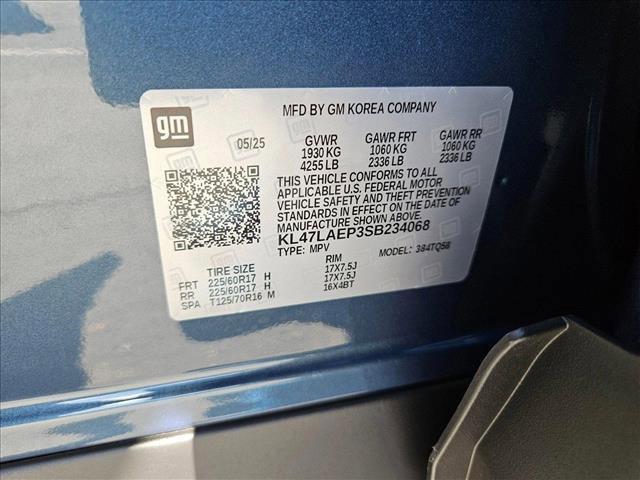 gm
MFD BY GM KOREA COMPANY
05/25 GVWR GAWR FRT GAWR RR
1930 KG 1060 KG 1060 KG
4255 LB 2336 LB 2336 LB
THIS VEHICLE CONFORMS TO ALL
APPLICABLE U.S. FEDERAL MOTOR
VEHICLE SAFETY AND THEFT PREVENTION
STANDARDS IN EFFECT ON THE DATE OF
MANUFACTURE SHOWN ABOVE.
KL47LAEP3SB234068
TYPE: MPV MODEL: 384TQ58
TIRE SIZE RIM
FRT 225/60R17 H 17X7.5J
RR 225/60R17 H 17X7.5J
SPA T125/70R16 M 16X4BT